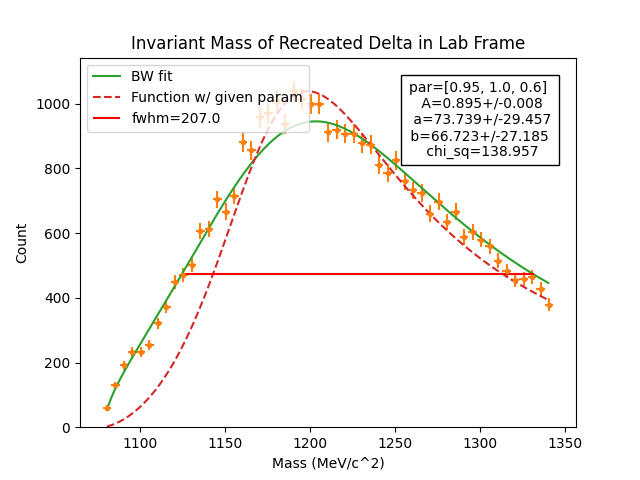 Invariant Mass of Recreated Delta in Lab Frame
BW fit
Function w/ given param
fwhm=207.0
par=[0.95, 1.0, 0.6]
A=0.895+/-0.008
a=73.739+/-29.457
b=66.723+/-27.185
chi_sq=138.957
Count
1000
800
600
400
200
0
1100
1150
1200
1250
1300
1350
Mass (MeV/c^2)